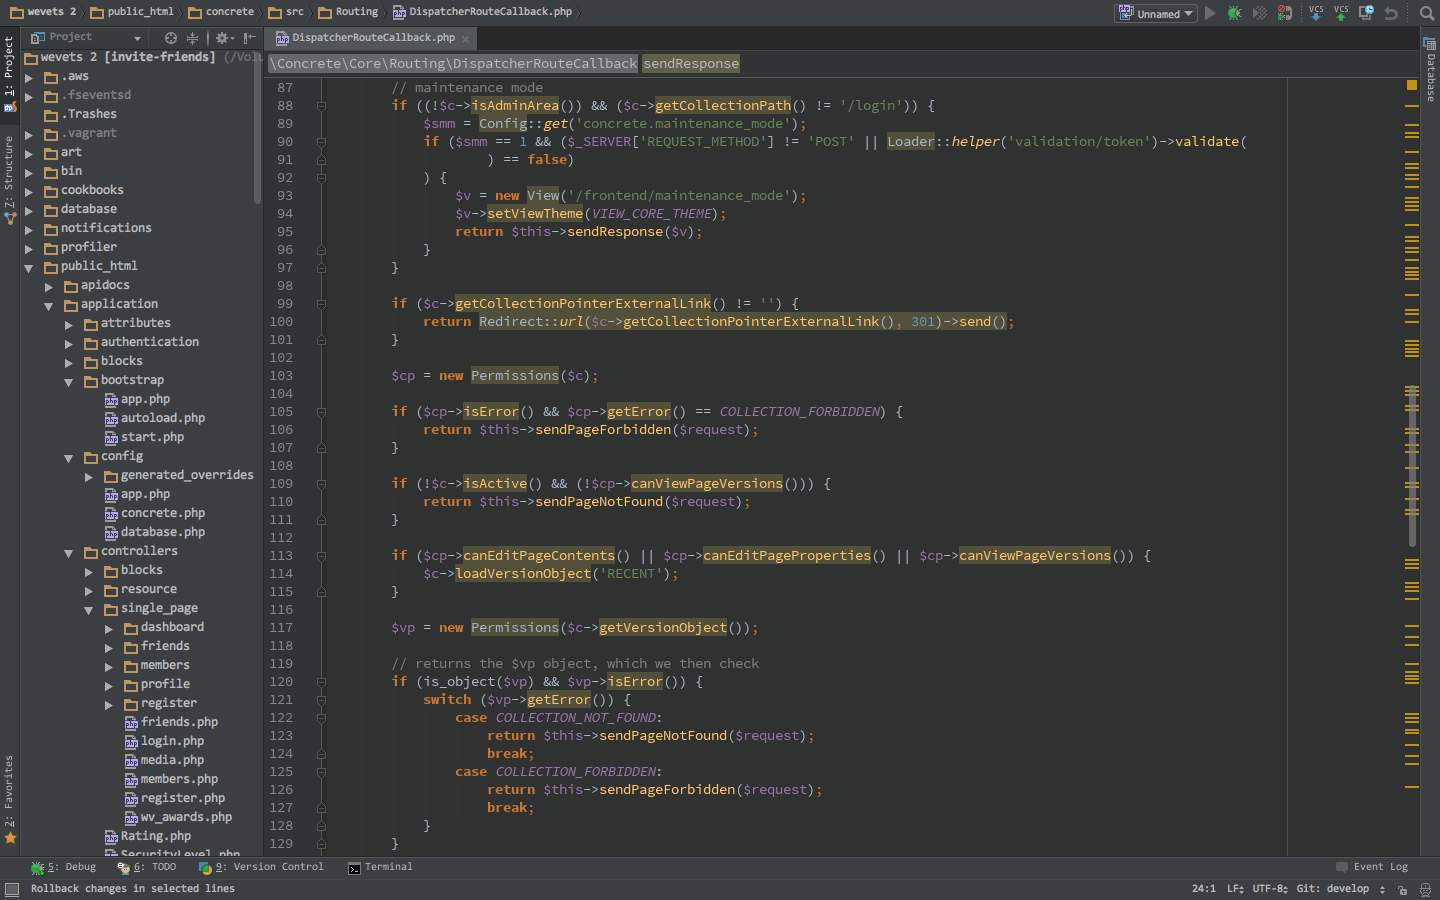 wevets 2 public_html concrete src Routing DispatcherRouteCallback.php Unnamed VCS VCS
Project DispatcherRouteCallback.php
\Concrete\Core\Routing\DispatcherRouteCallback sendResponse
1: Project
Z: Structure
2: Favorites
Database
wevets 2 [invite-friends]
.aws
.fseventsd
.Trashes
.vagrant
art
bin
cookbooks
database
notifications
profiler
public_html
apidocs
application
attributes
authentication
blocks
bootstrap
app.php
autoload.php
start.php
config
generated_overrides
app.php
concrete.php
database.php
controllers
blocks
resource
single_page
dashboard
friends
members
profile
register
friends.php
login.php
media.php
members.php
register.php
wv_awards.php
Rating.php
SecurityLevel.php
87 // maintenance mode
88 if ((!$c->isAdminArea()) && ($c->getCollectionPath() != '/login')) {
89 $smm = Config::get('concrete.maintenance_mode');
90 if ($smm == 1 && ($_SERVER['REQUEST_METHOD'] != 'POST' || Loader::helper('validation/token')->validate(
91 ) == false)
92 ) {
93 $v = new View('/frontend/maintenance_mode');
94 $v->setViewTheme(VIEW_CORE_THEME);
95 return $this->sendResponse($v);
96 }
97 }
98
99 if ($c->getCollectionPointerExternalLink() != '') {
100 return Redirect::url($c->getCollectionPointerExternalLink(), 301)->send();
101 }
102
103 $cp = new Permissions($c);
104
105 if ($cp->isError() && $cp->getError() == COLLECTION_FORBIDDEN) {
106 return $this->sendPageForbidden($request);
107 }
108
109 if (!$c->isActive() && (!$cp->canViewPageVersions())) {
110 return $this->sendPageNotFound($request);
111 }
112
113 if ($cp->canEditPageContents() || $cp->canEditPageProperties() || $cp->canViewPageVersions()) {
114 $c->loadVersionObject('RECENT');
115 }
116
117 $vp = new Permissions($c->getVersionObject());
118
119 // returns the $vp object, which we then check
120 if (is_object($vp) && $vp->isError()) {
121 switch ($vp->getError()) {
122 case COLLECTION_NOT_FOUND:
123 return $this->sendPageNotFound($request);
124 break;
125 case COLLECTION_FORBIDDEN:
126 return $this->sendPageForbidden($request);
127 break;
128 }
129 }
5: Debug 6: TODO 9: Version Control Terminal Event Log
Rollback changes in selected lines 24:1 LF UTF-8 Git: develop